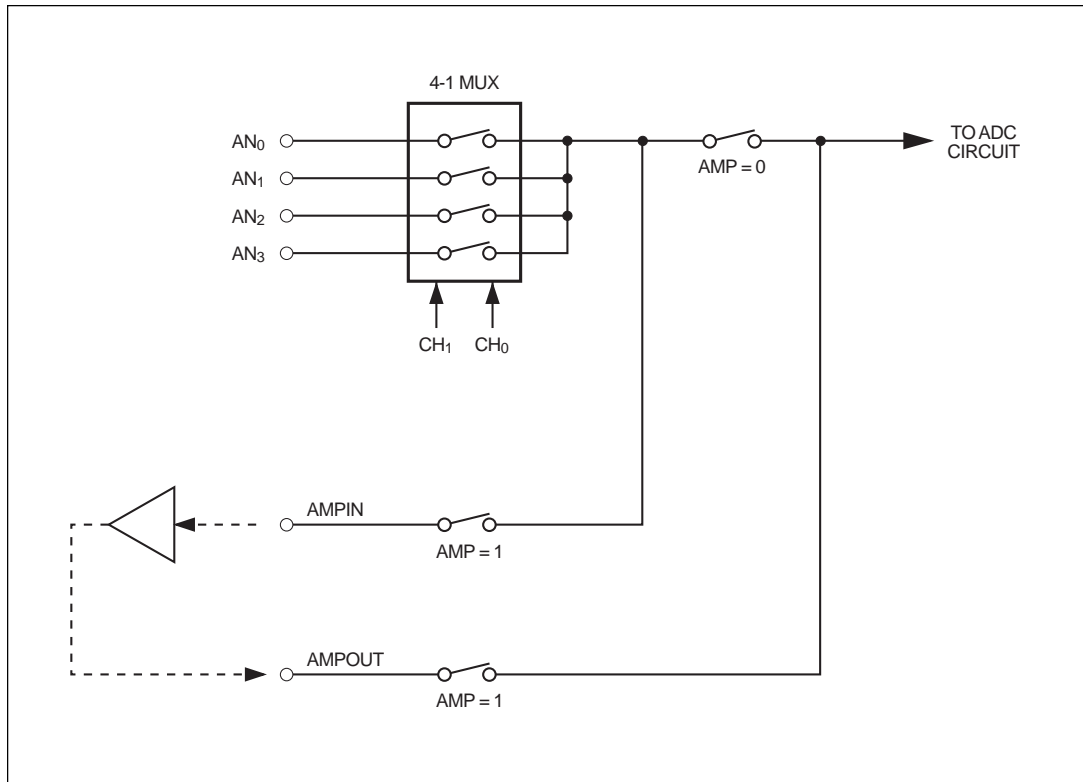 4-1 MUX
AN0
AN1
AN2
AN3
AMP = 0
TO ADC
CIRCUIT
CH1
CH0
AMPIN
AMP = 1
AMPOUT
AMP = 1